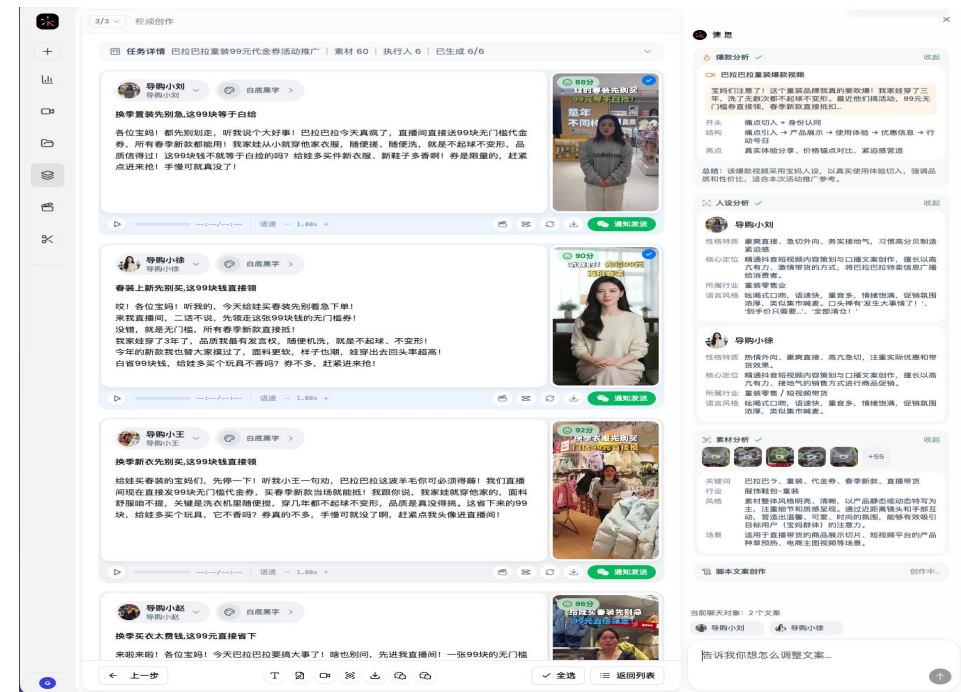 3/3 视频创作
任务详情 巴拉巴拉童装99元代金券活动推广 | 素材 60 | 执行人 6 | 已生成 6/6
导购小刘
导购小刘
白底黑字
换季置装先别急,这99块钱等于白捡
各位宝妈！都先别划走，听我说个大好事！巴拉巴拉今天真疯了，直播间直接送99块无门槛代金
券，所有春季新款都能用！我家娃从小就穿他家衣服，随便搓、随便洗，就是不起球不变形，品
质信得过！这99块钱不就等于白捡的吗？给娃多买件新衣服、新鞋子多香啊！券是限量的，赶紧
点进来抢！手慢可就真没了！
88分
--:--/--:--
语速 - 1.00x +
通知发送
导购小徐
导购小徐
白底黑字
春装上新先别买,这99块钱直接领
哎！各位宝妈！听我的，今天给娃买春装先别着急下单！
来我直播间，二话不说，先领走这张99块钱的无门槛券！
没错，就是无门槛，所有春季新款直接抵！
我家娃穿了3年了，品质我最有发言权，随便机洗，就是不起球、不变形！
今年的新款我也替大家摸过了，面料更软，样子也潮，娃穿出去回头率超高！
白省99块钱，给娃多买个玩具不香吗？券不多，赶紧进来抢！
90分
--:--/--:--
语速 - 1.00x +
通知发送
导购小王
导购小王
白底黑字
换季新衣先别买,这99块钱直接领
给娃买春装的宝妈们，先停一下！听我小王一句劝，巴拉巴拉这波羊毛你可必须得薅！我们直播
间现在直接发99块无门槛代金券，买春季新款当场就能抵！我跟你说，我家娃就穿他家的，面料
舒服咱不提，关键是洗衣机里随便搅，穿几年都不起球不变形，品质是真没得挑。这省下来的99
块，给娃多买个玩具，它不香吗？券真的不多，手慢可就没了啊，赶紧点我头像进直播间！
92分
换季衣服先别买
--:--/--:--
语速 - 1.00x +
通知发送
导购小赵
导购小赵
白底黑字
换季买衣太费钱,这99元直接省下
来啦来啦！各位宝妈！今天巴拉巴拉要搞大事了！啥也别问，先进我直播间！一张99块的无门槛
96分
给娃买春装先别急
上一步
全选
返回列表
爆款分析
收起
巴拉巴拉童装爆款视频
宝妈们注意了！这个童装品牌我真的要吹爆！我家娃穿了三
年，洗了无数次都不起球不变形。最近他们搞活动，99元无
门槛券直接领，春季新款直接抵扣...
开头 痛点切入 + 身份认同
结构 痛点引入 → 产品展示 → 使用体验 → 优惠信息 → 行
动号召
亮点 真实体验分享、价格锚点对比、紧迫感营造
总结：该爆款视频采用宝妈人设，以真实使用体验切入，强调品
质和性价比，适合本次活动推广参考。
人设分析
收起
导购小刘
性格特质 豪爽直接、急切外向、务实接地气，习惯高分贝制造
紧迫感
核心定位 精通抖音短视频内容策划与口播文案创作，擅长以高
亢有力、激情带货的方式，将巴拉巴拉特卖信息广播
给消费者。
所属行业 童装零售业
语言风格 吆喝式口吻，语速快，重音多，情绪饱满，促销氛围
浓厚，类似集市喊麦。口头禅有'发生大事情了！'、
'到手价只需要...'、'全部清仓！'
导购小徐
性格特质 热情外向、豪爽直接、高亢急切，注重实际优惠和带
货效果。
核心定位 精通抖音短视频内容策划与口播文案创作，擅长以高
亢有力、接地气的销售方式进行商品促销。
所属行业 童装零售 / 短视频带货
语言风格 吆喝式口吻，语速快，重音多，情绪饱满，促销氛围
浓厚，类似集市喊麦。
素材分析
收起
+55
关键词 巴拉巴拉、童装、代金券、春季新款、直播带货
行业 服饰鞋包-童装
风格 素材整体风格明亮、清晰，以产品静态或动态特写为
主，注重细节和质感呈现。通过近距离镜头和手部互
动，营造出温馨、可爱、时尚的氛围，能够有效吸引
目标用户（宝妈群体）的注意力。
场景 适用于直播带货的商品展示切片、短视频平台的产品
种草预热、电商主图视频等场景。
脚本文案创作
创作中...
当前聊天对象：2 个文案
导购小刘
导购小徐
告诉我你想怎么调整文案...